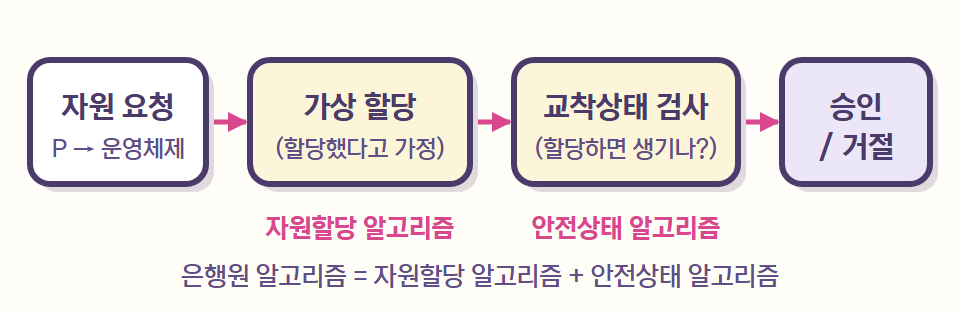 자원 요청
P → 운영체제
가상 할당
(할당했다고 가정)
교착상태 검사
(할당하면 생기나?)
승인
/ 거절
자원할당 알고리즘
안전상태 알고리즘
은행원 알고리즘 = 자원할당 알고리즘 + 안전상태 알고리즘